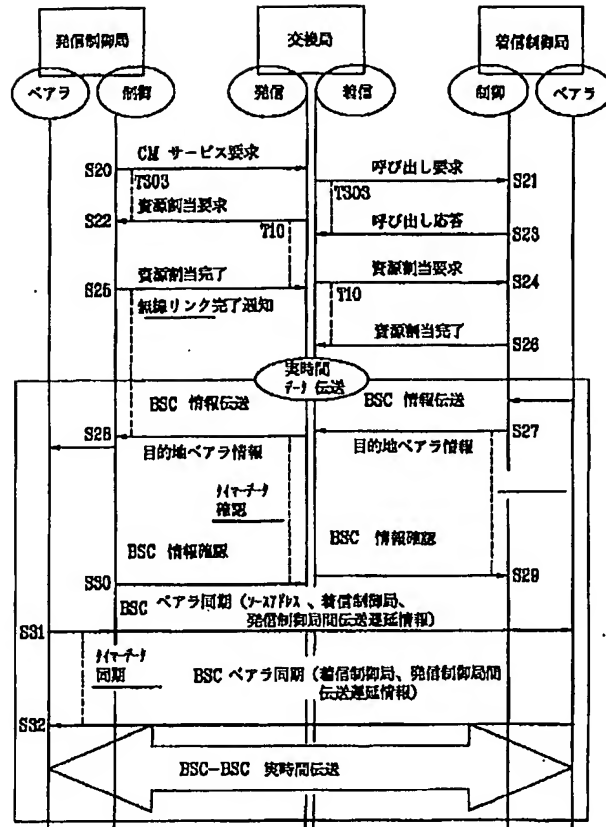 発信制御局 交換局 着信制御局
ベアラ 制御 発信 着信 制御 ベアラ
CM サービス要求
S20
呼び出し要求
S21
T303
T303
資源割当要求
S22
呼び出し応答
S23
T10
資源割当完了
S25
資源割当要求
S24
無線リンク完了通知
T10
資源割当完了
S26
実時間
データ 伝送
BSC 情報伝送
BSC 情報伝送
S28
S27
目的地ベアラ情報
目的地ベアラ情報
タイマーデータ
確認
BSC 情報確認
BSC 情報確認
S30
S29
BSC ベアラ同期（ソースアドレス 、着信制御局、
発信制御局間伝送遅延情報）
S31
タイマーデータ
同期
BSC ベアラ同期（着信制御局、発信制御局間
伝送遅延情報）
S32
BSC−BSC 実時間伝送